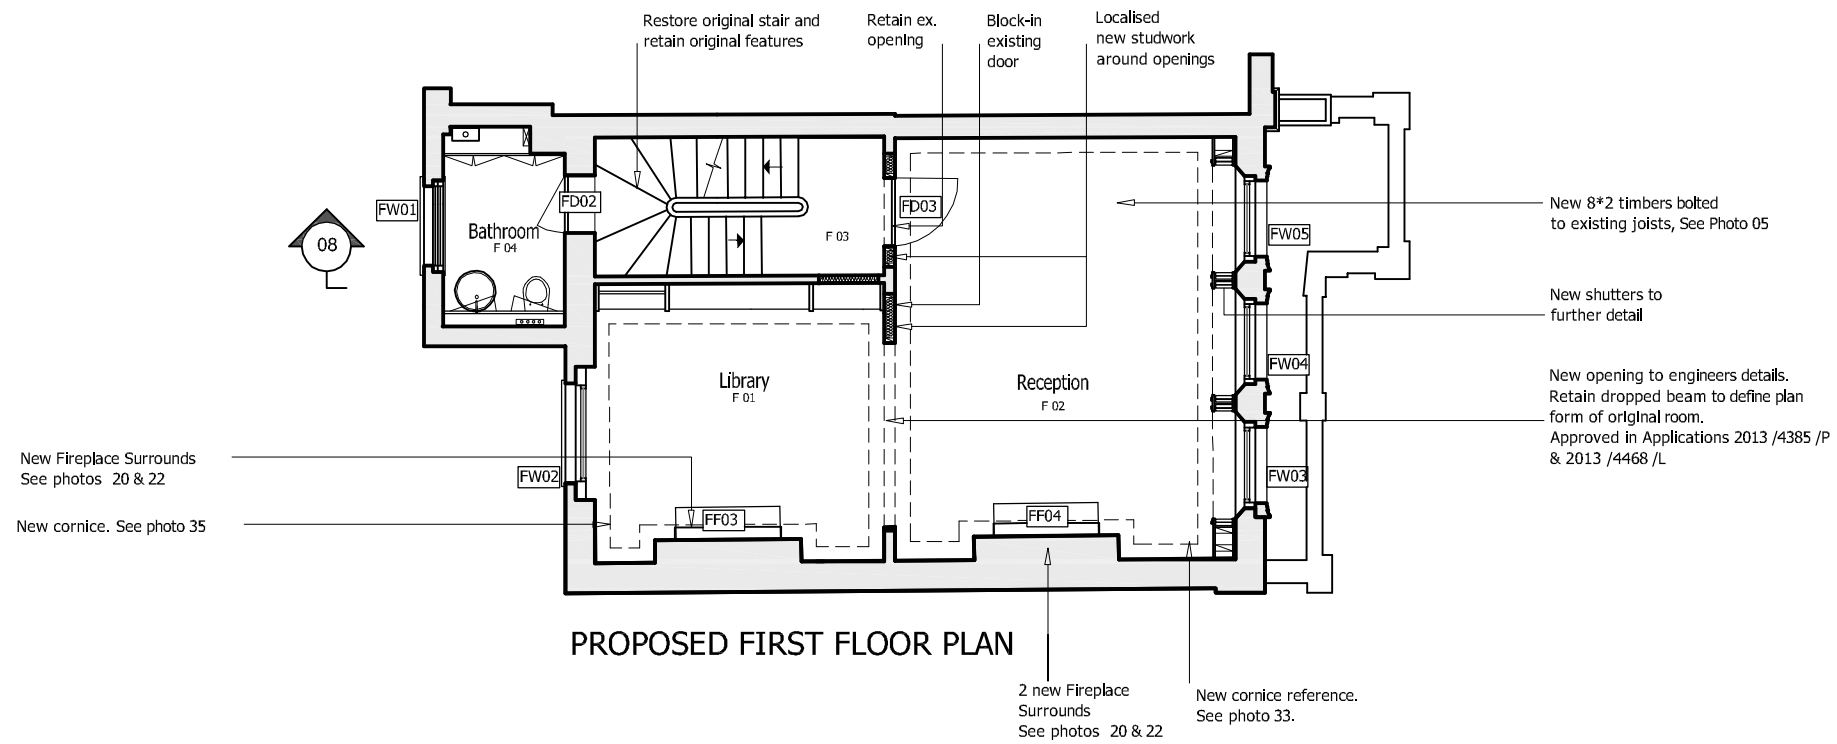 Restore original stair and
retain original features
Retain ex.
opening
Block-in
existing
door
Localised
new studwork
around openings
FW01
08
Bathroom
F 04
FD02
F 03
FD03
FW05
New 8*2 timbers bolted
to existing joists, See Photo 05
New shutters to
further detail
Library
F 01
Reception
F 02
FW04
New opening to engineers details.
Retain dropped beam to define plan
form of original room.
Approved in Applications 2013 /4385 /P
& 2013 /4468 /L
New Fireplace Surrounds
See photos 20 & 22
FW02
FW03
New cornice. See photo 35
FF03
FF04
PROPOSED FIRST FLOOR PLAN
2 new Fireplace
Surrounds
See photos 20 & 22
New cornice reference.
See photo 33.